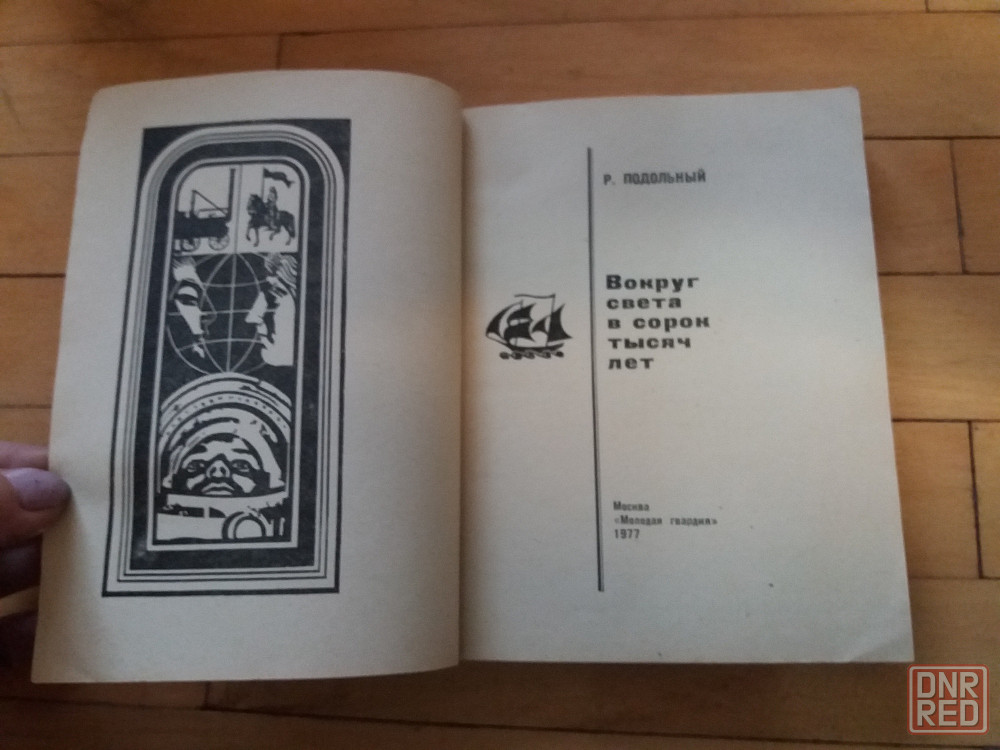 Р. ПОДОЛЬНЫЙ
Вокруг
света
в сорок
тысяч
лет
Москва
«Молодая гвардия»
1977
DNR
RED